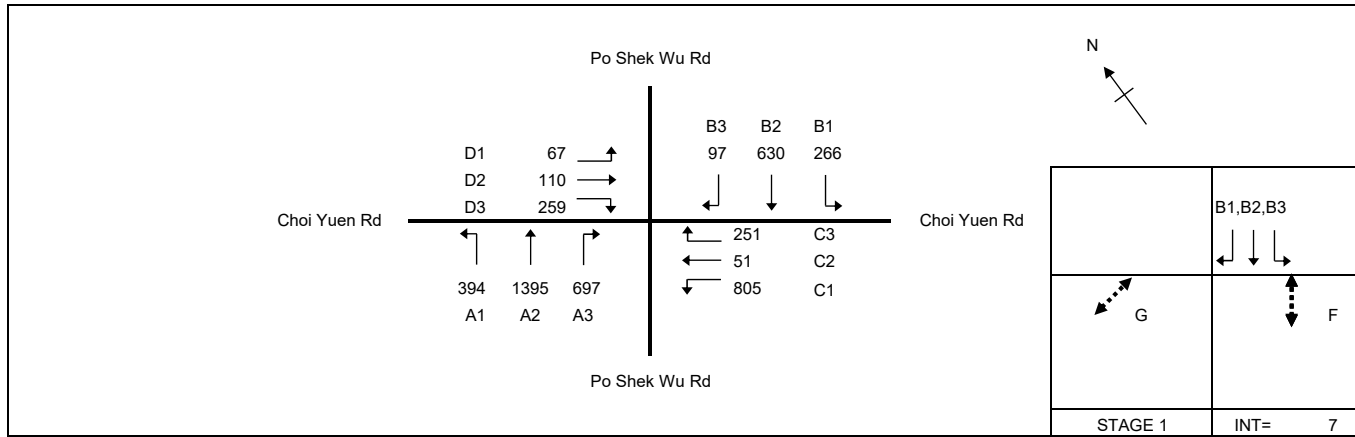 Po Shek Wu Rd
N
B3 B2 B1
D1 67 97 630 266
D2 110
D3 259
B1,B2,B3
Choi Yuen Rd Choi Yuen Rd
251 C3
51 C2
394 1395 697 805 C1
A1 A2 A3
G F
Po Shek Wu Rd
STAGE 1 INT= 7